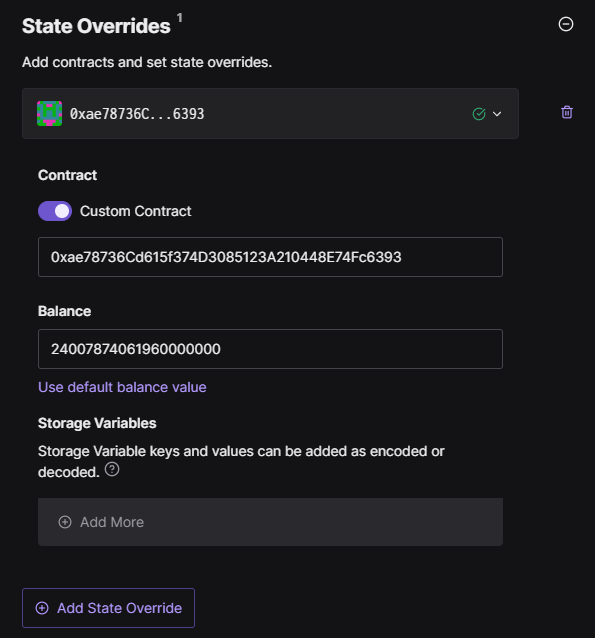 State Overrides 1
Add contracts and set state overrides.
0xae78736C...6393
Contract
Custom Contract
0xae78736Cd615f374D3085123A210448E74Fc6393
Balance
24007874061960000000
Use default balance value
Storage Variables
Storage Variable keys and values can be added as encoded or
decoded. ?
Add More
Add State Override